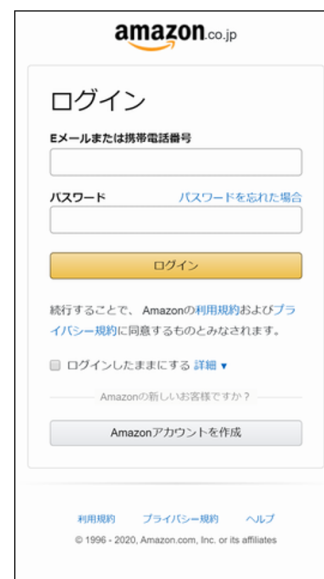 amazon.co.jp
ログイン
Eメールまたは携帯電話番号
パスワード パスワードを忘れた場合
ログイン
続行することで、 Amazonの利用規約およびプラ
イバシー規約に同意するものとみなされます。
ログインしたままにする 詳細
Amazonの新しいお客様ですか?
Amazonアカウントを作成
利用規約 プライバシー規約 ヘルプ
© 1996 - 2020, Amazon.com, Inc. or its affiliates